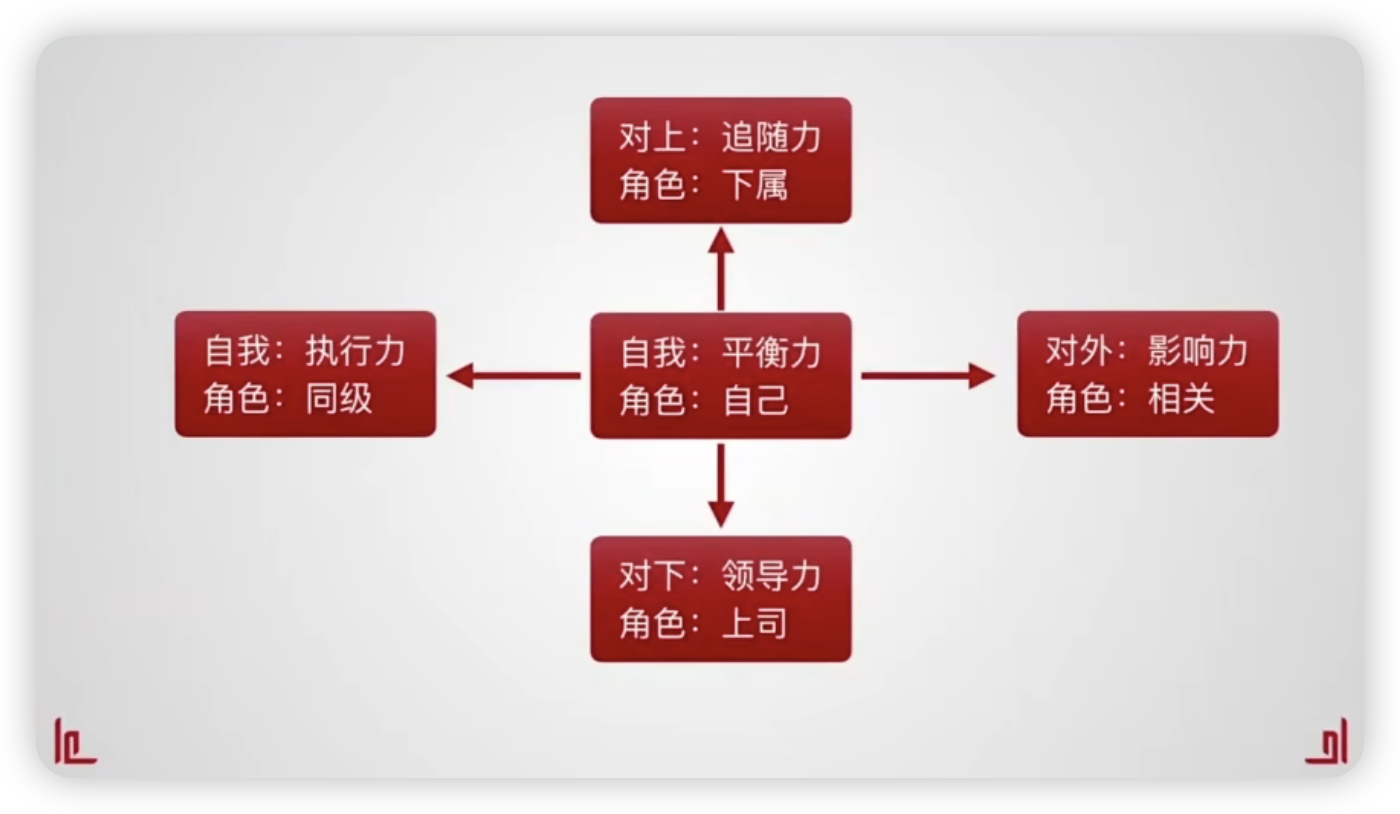 对上：追随力
角色：下属
自我：执行力
角色：同级
自我：平衡力
角色：自己
对外：影响力
角色：相关
对下：领导力
角色：上司